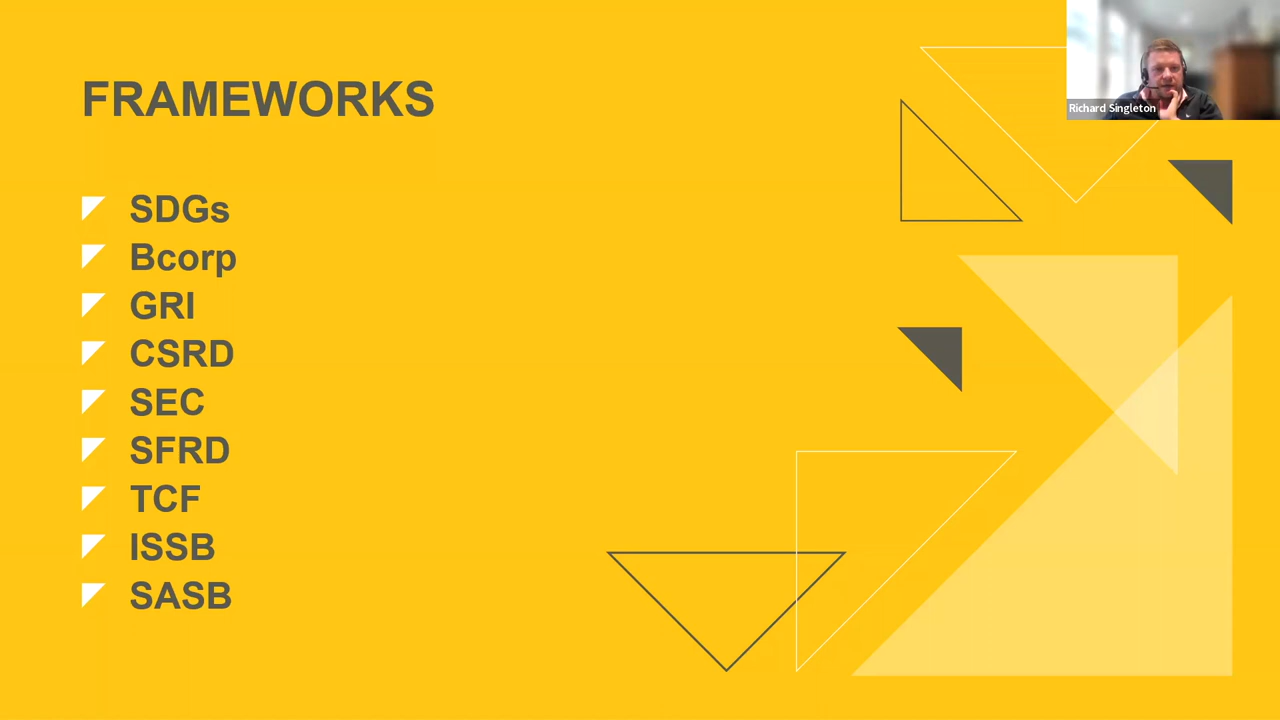 FRAMEWORKS
SDGs
Bcorp
GRI
CSRD
SEC
SFRD
TCF
ISSB
SASB
Richard Singleton